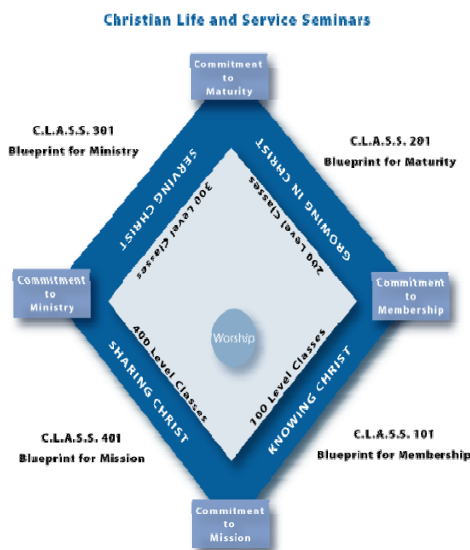 Christian Life and Service Seminars
Commitment
to
Maturity
C.L.A.S.S. 301
Blueprint for Ministry
C.L.A.S.S. 201
Blueprint for Maturity
SERVING CHRIST
300 Level Classes
GROWING IN CHRIST
200 Level Classes
Commitment
to
Ministry
Commitment
to
Membership
Worship
SHARING CHRIST
400 Level Classes
KNOWING CHRIST
100 Level Classes
C.L.A.S.S. 401
Blueprint for Mission
C.L.A.S.S. 101
Blueprint for Membership
Commitment
to
Mission